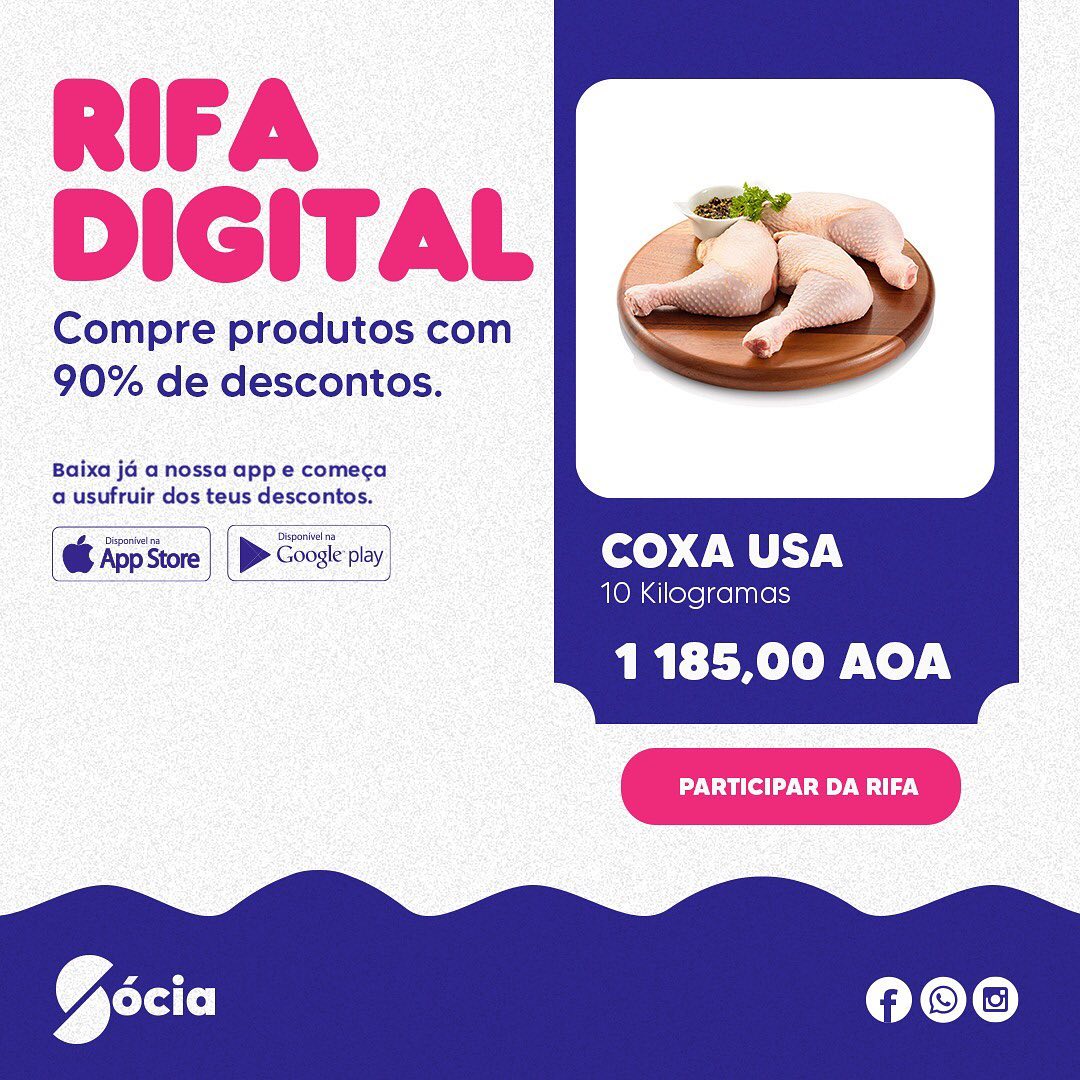 RIFA
DIGITAL
Compre produtos com
90% de descontos.
Baixa já a nossa app e começa
a usufruir dos teus descontos.
Disponível na
App Store
Disponível na
Google play
COXA USA
10 Kilogramas
1 185,00 AOA
PARTICIPAR DA RIFA
Sócia